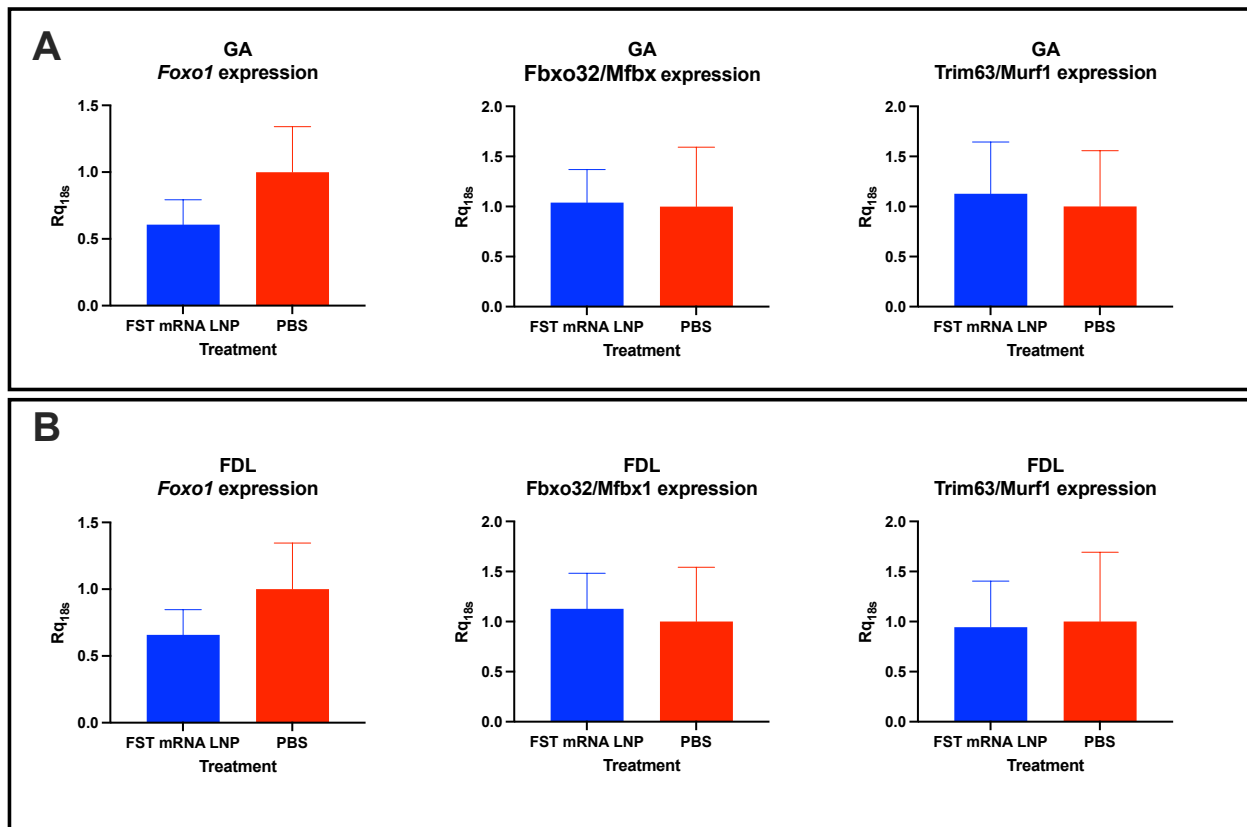 A
GA
Foxo1 expression
Rq18s
1.5
1.0
0.5
0.0
FST mRNA LNP
PBS
Treatment
GA
Fbxo32/Mfbx expression
Rq18s
2.0
1.5
1.0
0.5
0.0
FST mRNA LNP
PBS
Treatment
GA
Trim63/Murf1 expression
Rq18s
2.0
1.5
1.0
0.5
0.0
FST mRNA LNP
PBS
Treatment
B
FDL
Foxo1 expression
Rq18s
1.5
1.0
0.5
0.0
FST mRNA LNP
PBS
Treatment
FDL
Fbxo32/Mfbx1 expression
Rq18s
2.0
1.5
1.0
0.5
0.0
FST mRNA LNP
PBS
Treatment
FDL
Trim63/Murf1 expression
Rq18s
2.0
1.5
1.0
0.5
0.0
FST mRNA LNP
PBS
Treatment